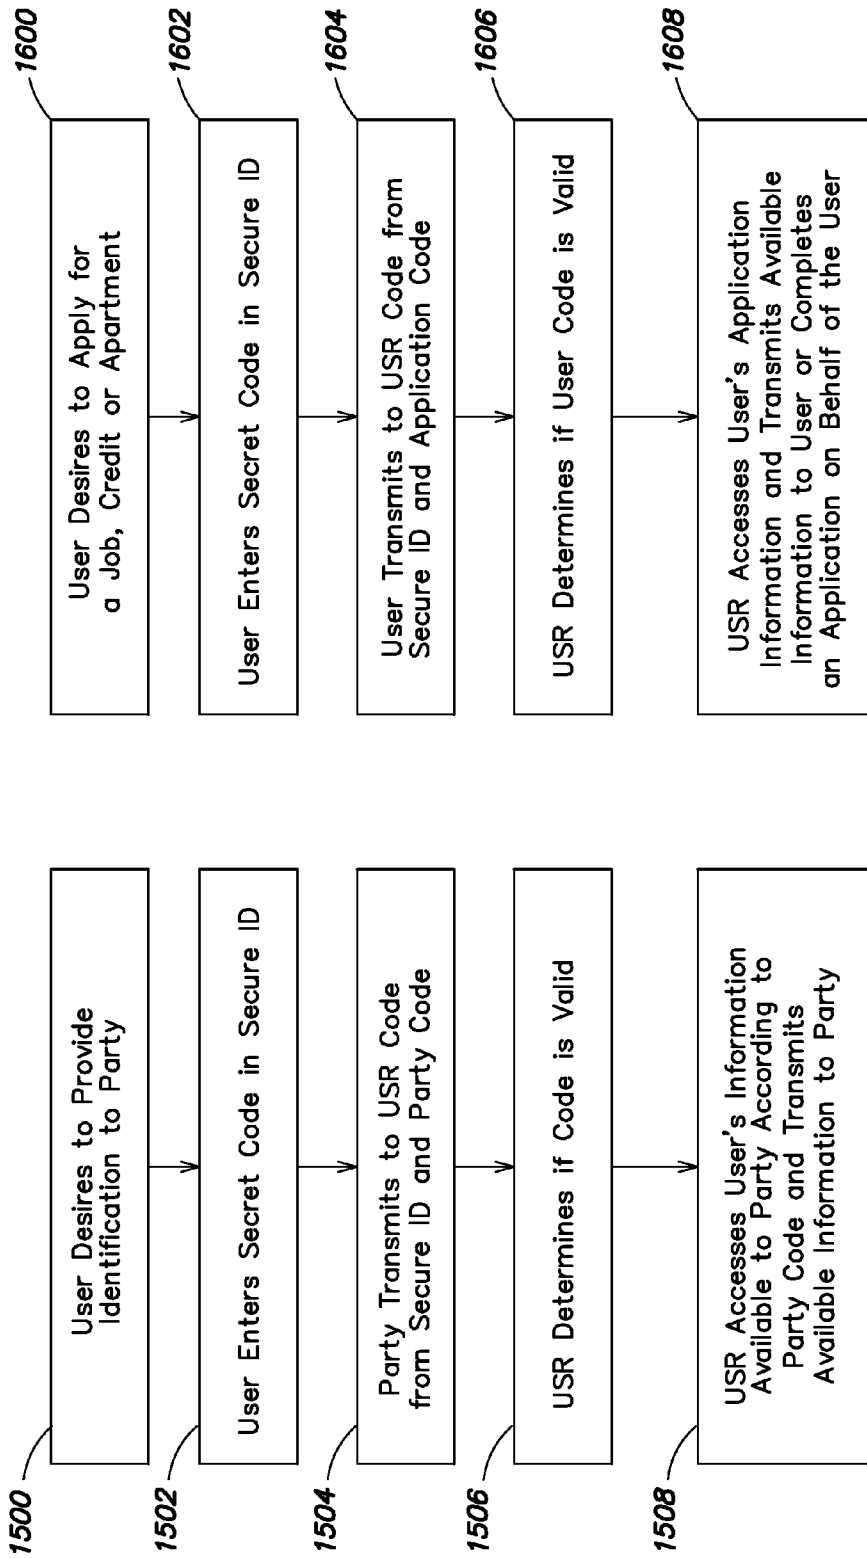 1500
User Desires to Provide
Identification to Party
1502
User Enters Secret Code in Secure ID
1504
Party Transmits to USR Code
from Secure ID and Party Code
1506
USR Determines if Code is Valid
1508
USR Accesses User's Information
Available to Party According to
Party Code and Transmits
Available Information to Party
1600
User Desires to Apply for
a Job, Credit or Apartment
1602
User Enters Secret Code in Secure ID
1604
User Transmits to USR Code from
Secure ID and Application Code
1606
USR Determines if User Code is Valid
1608
USR Accesses User's Application
Information and Transmits Available
Information to User or Completes
an Application on Behalf of the User